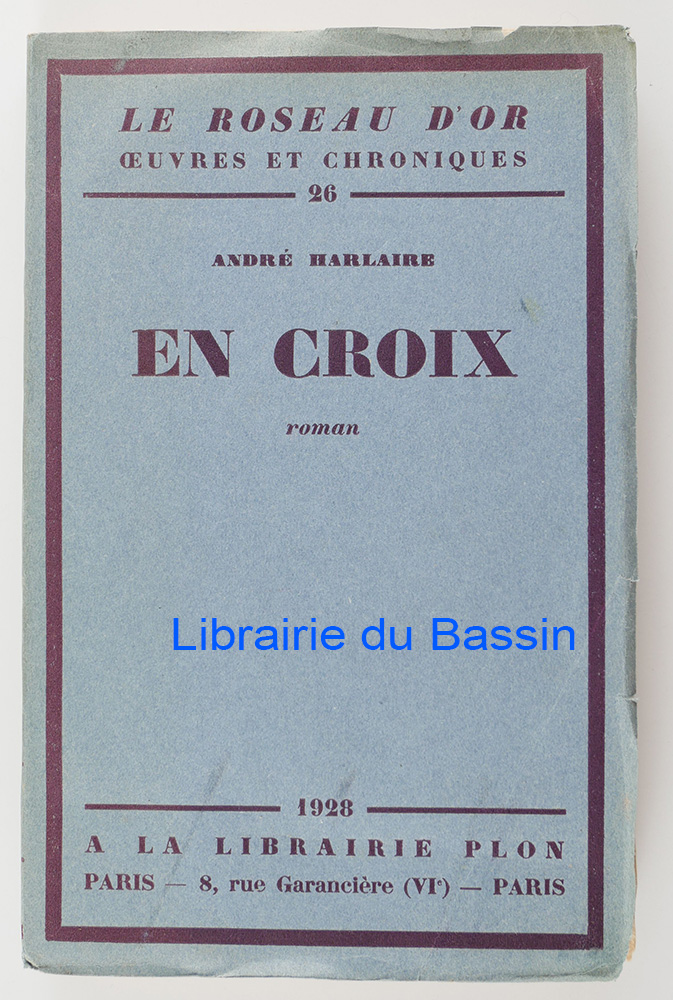 LE ROSEAU D'OR
ŒUVRES ET CHRONIQUES
26
ANDRÉ HARLAIRE
EN CROIX
roman
Librairie du Bassin
1928
A LA LIBRAIRIE PLON
PARIS — 8, rue Garancière (VIe) — PARIS